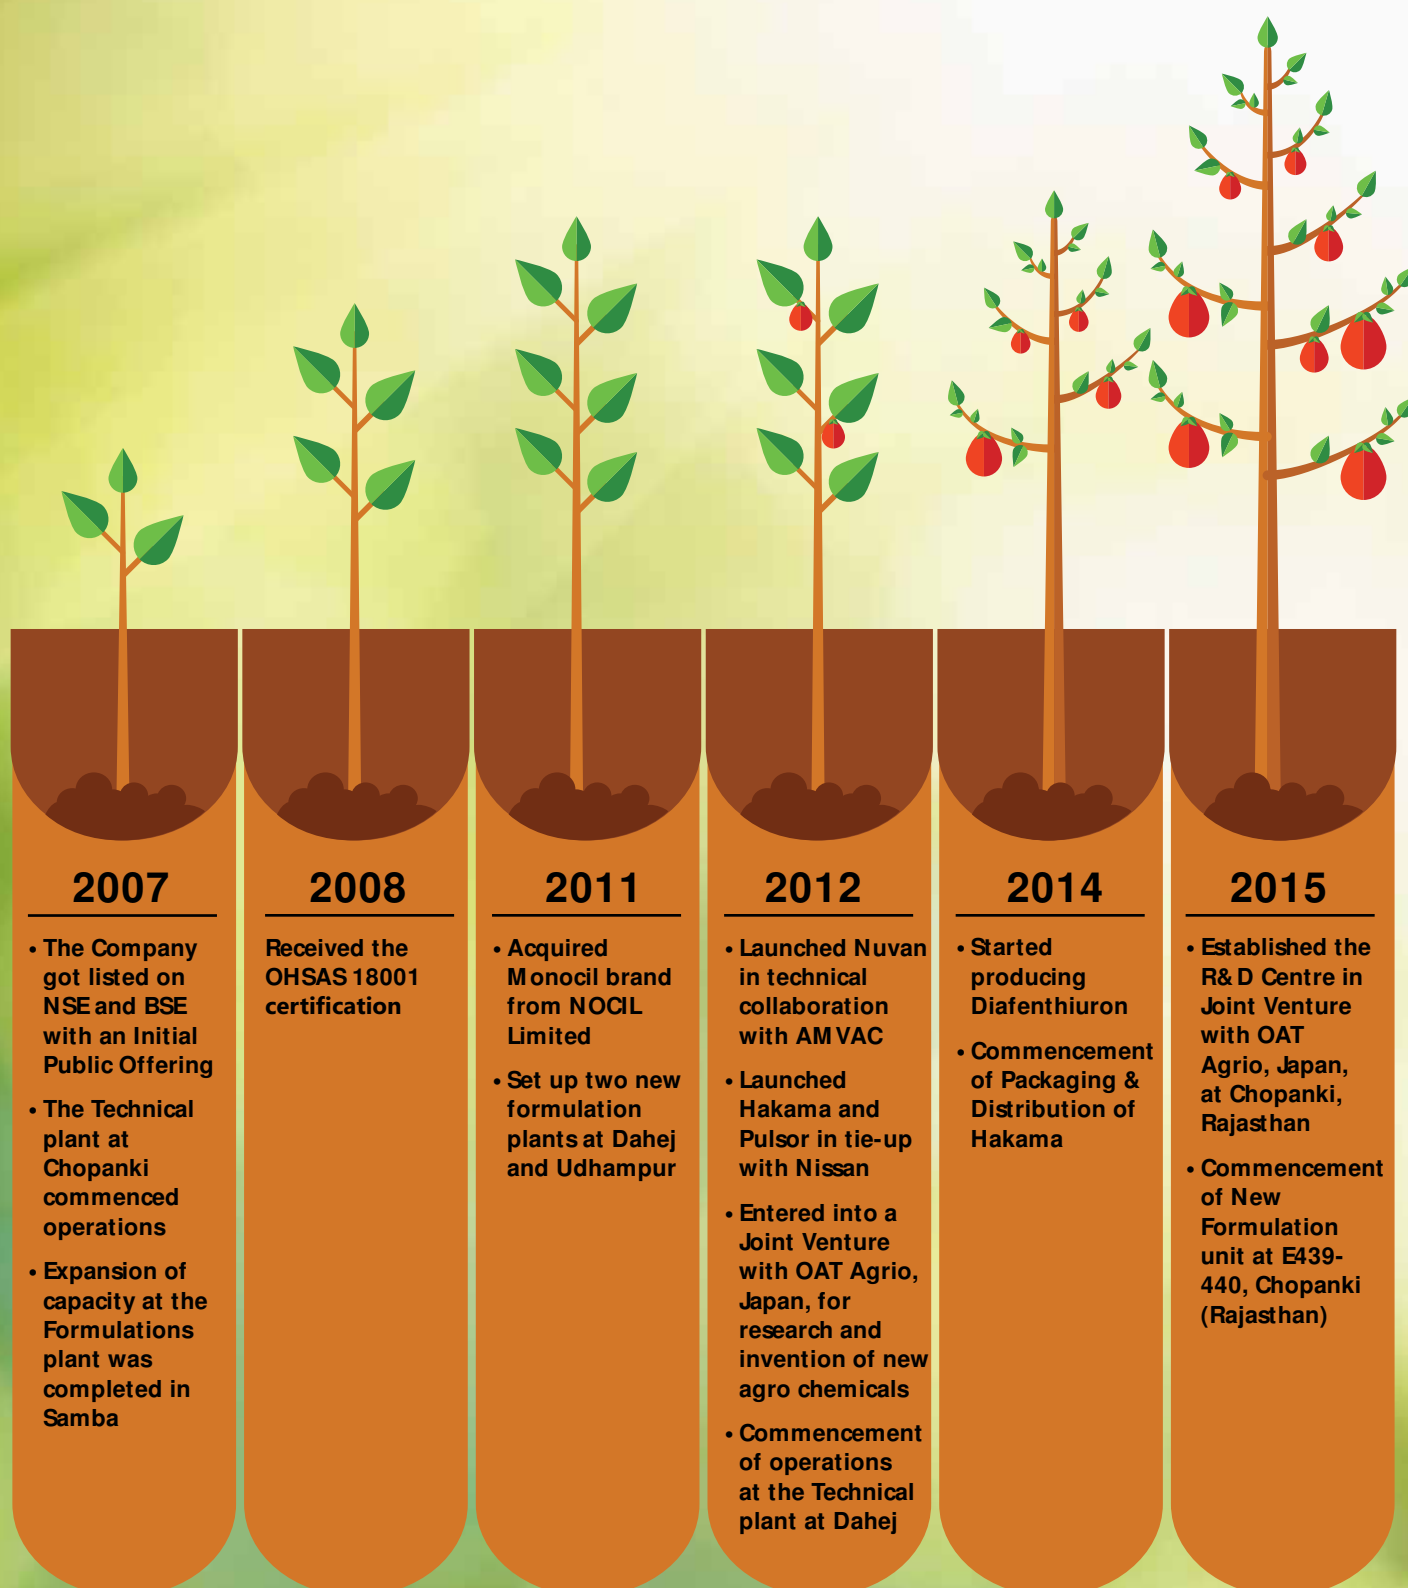 2007
• The Company
got listed on
NSE and BSE
with an Initial
Public Offering
• The Technical
plant at
Chopanki
commenced
operations
• Expansion of
capacity at the
Formulations
plant was
completed in
Samba
2008
Received the
OHSAS 18001
certification
2011
• Acquired
Monocil brand
from NOCIL
Limited
• Set up two new
formulation
plants at Dahej
and Udhampur
2012
• Launched Nuvan
in technical
collaboration
with AMVAC
• Launched
Hakama and
Pulsor in tie-up
with Nissan
• Entered into a
Joint Venture
with OAT Agrio,
Japan, for
research and
invention of new
agro chemicals
• Commencement
of operations
at the Technical
plant at Dahej
2014
• Started
producing
Diafenthiuron
• Commencement
of Packaging &
Distribution of
Hakama
2015
• Established the
R&D Centre in
Joint Venture
with OAT
Agrio, Japan,
at Chopanki,
Rajasthan
• Commencement
of New
Formulation
unit at E439-
440, Chopanki
(Rajasthan)